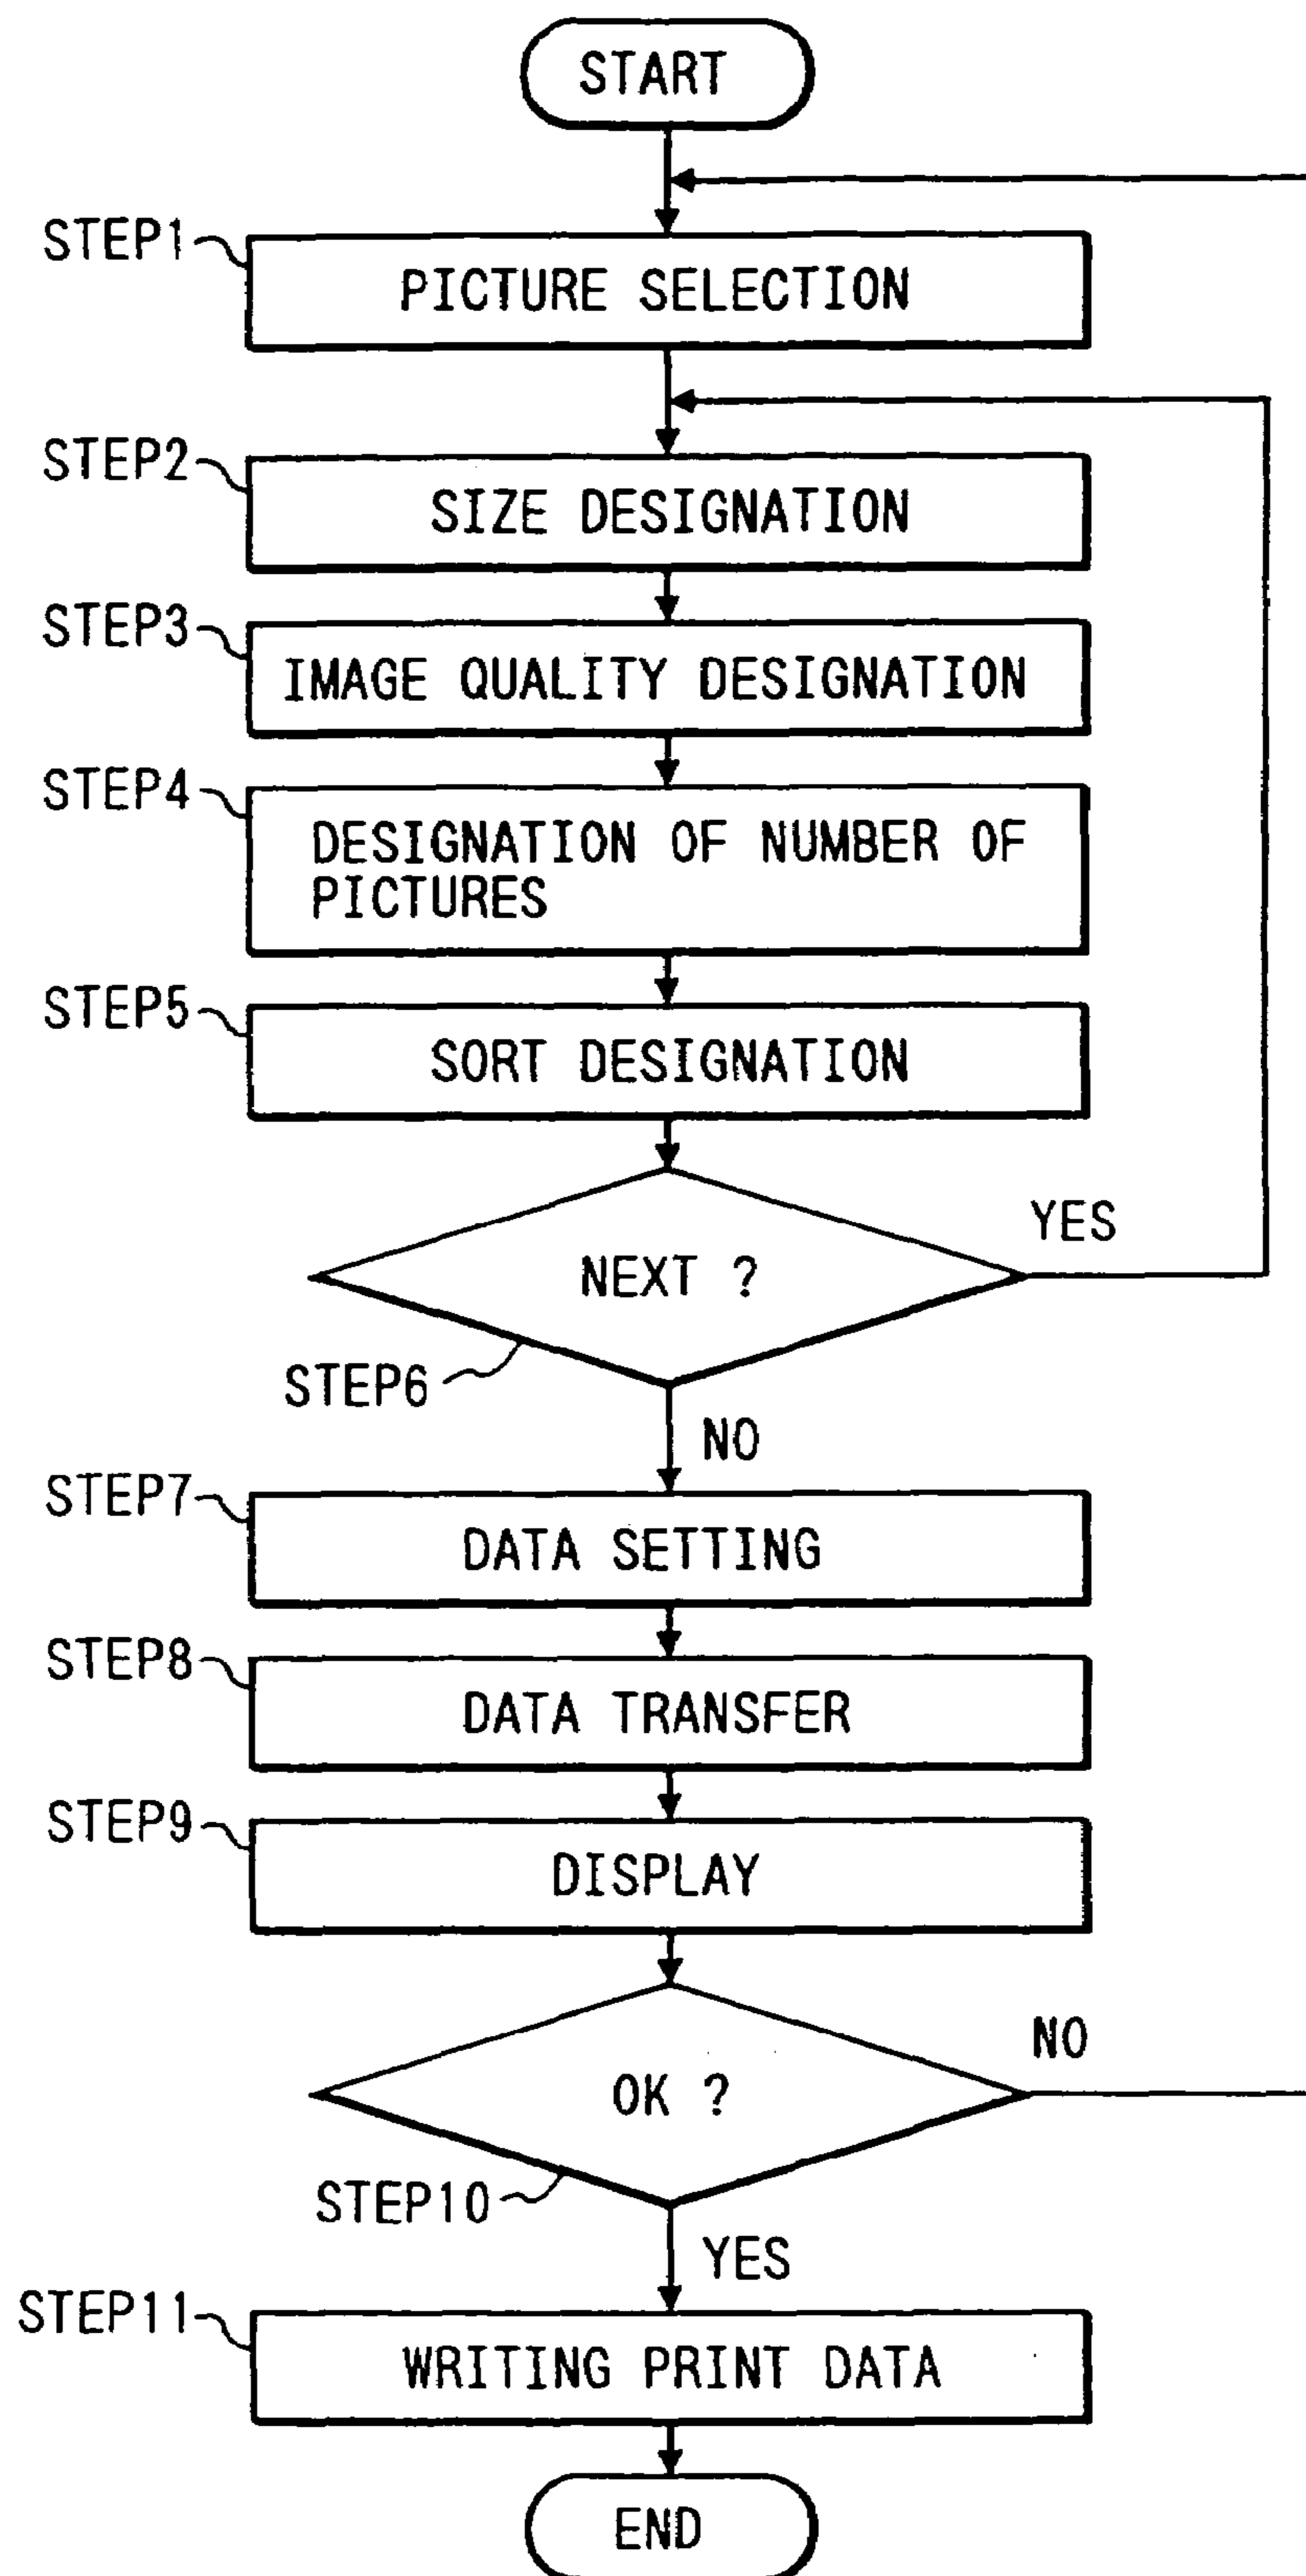 START
STEP1
PICTURE SELECTION
STEP2
SIZE DESIGNATION
STEP3
IMAGE QUALITY DESIGNATION
STEP4
DESIGNATION OF NUMBER OF
PICTURES
STEP5
SORT DESIGNATION
YES
NEXT ?
STEP6
NO
STEP7
DATA SETTING
STEP8
DATA TRANSFER
STEP9
DISPLAY
NO
OK ?
STEP10
YES
STEP11
WRITING PRINT DATA
END